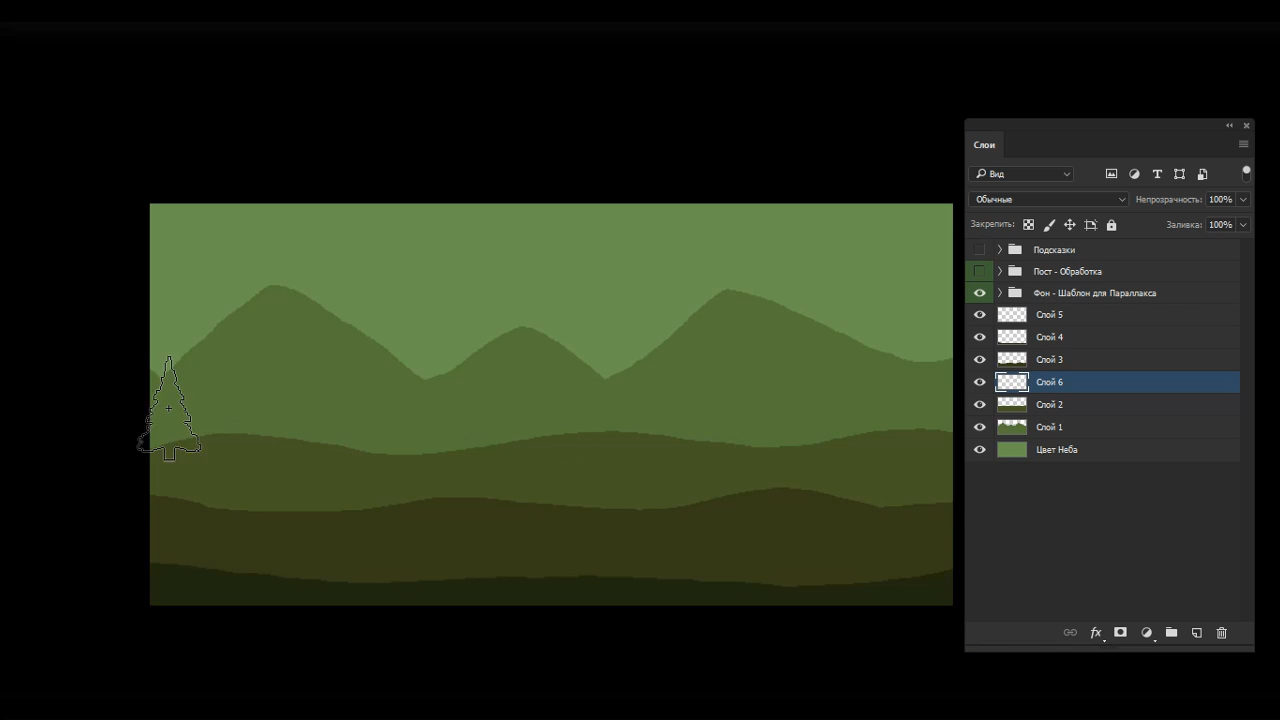 Слои
Вид
Обычные Непрозрачность: 100%
Закрепить: Заливка: 100%
Подсказки
Пост - Обработка
Фон - Шаблон для Параллакса
Слой 5
Слой 4
Слой 3
Слой 6
Слой 2
Слой 1
Цвет Неба
fx